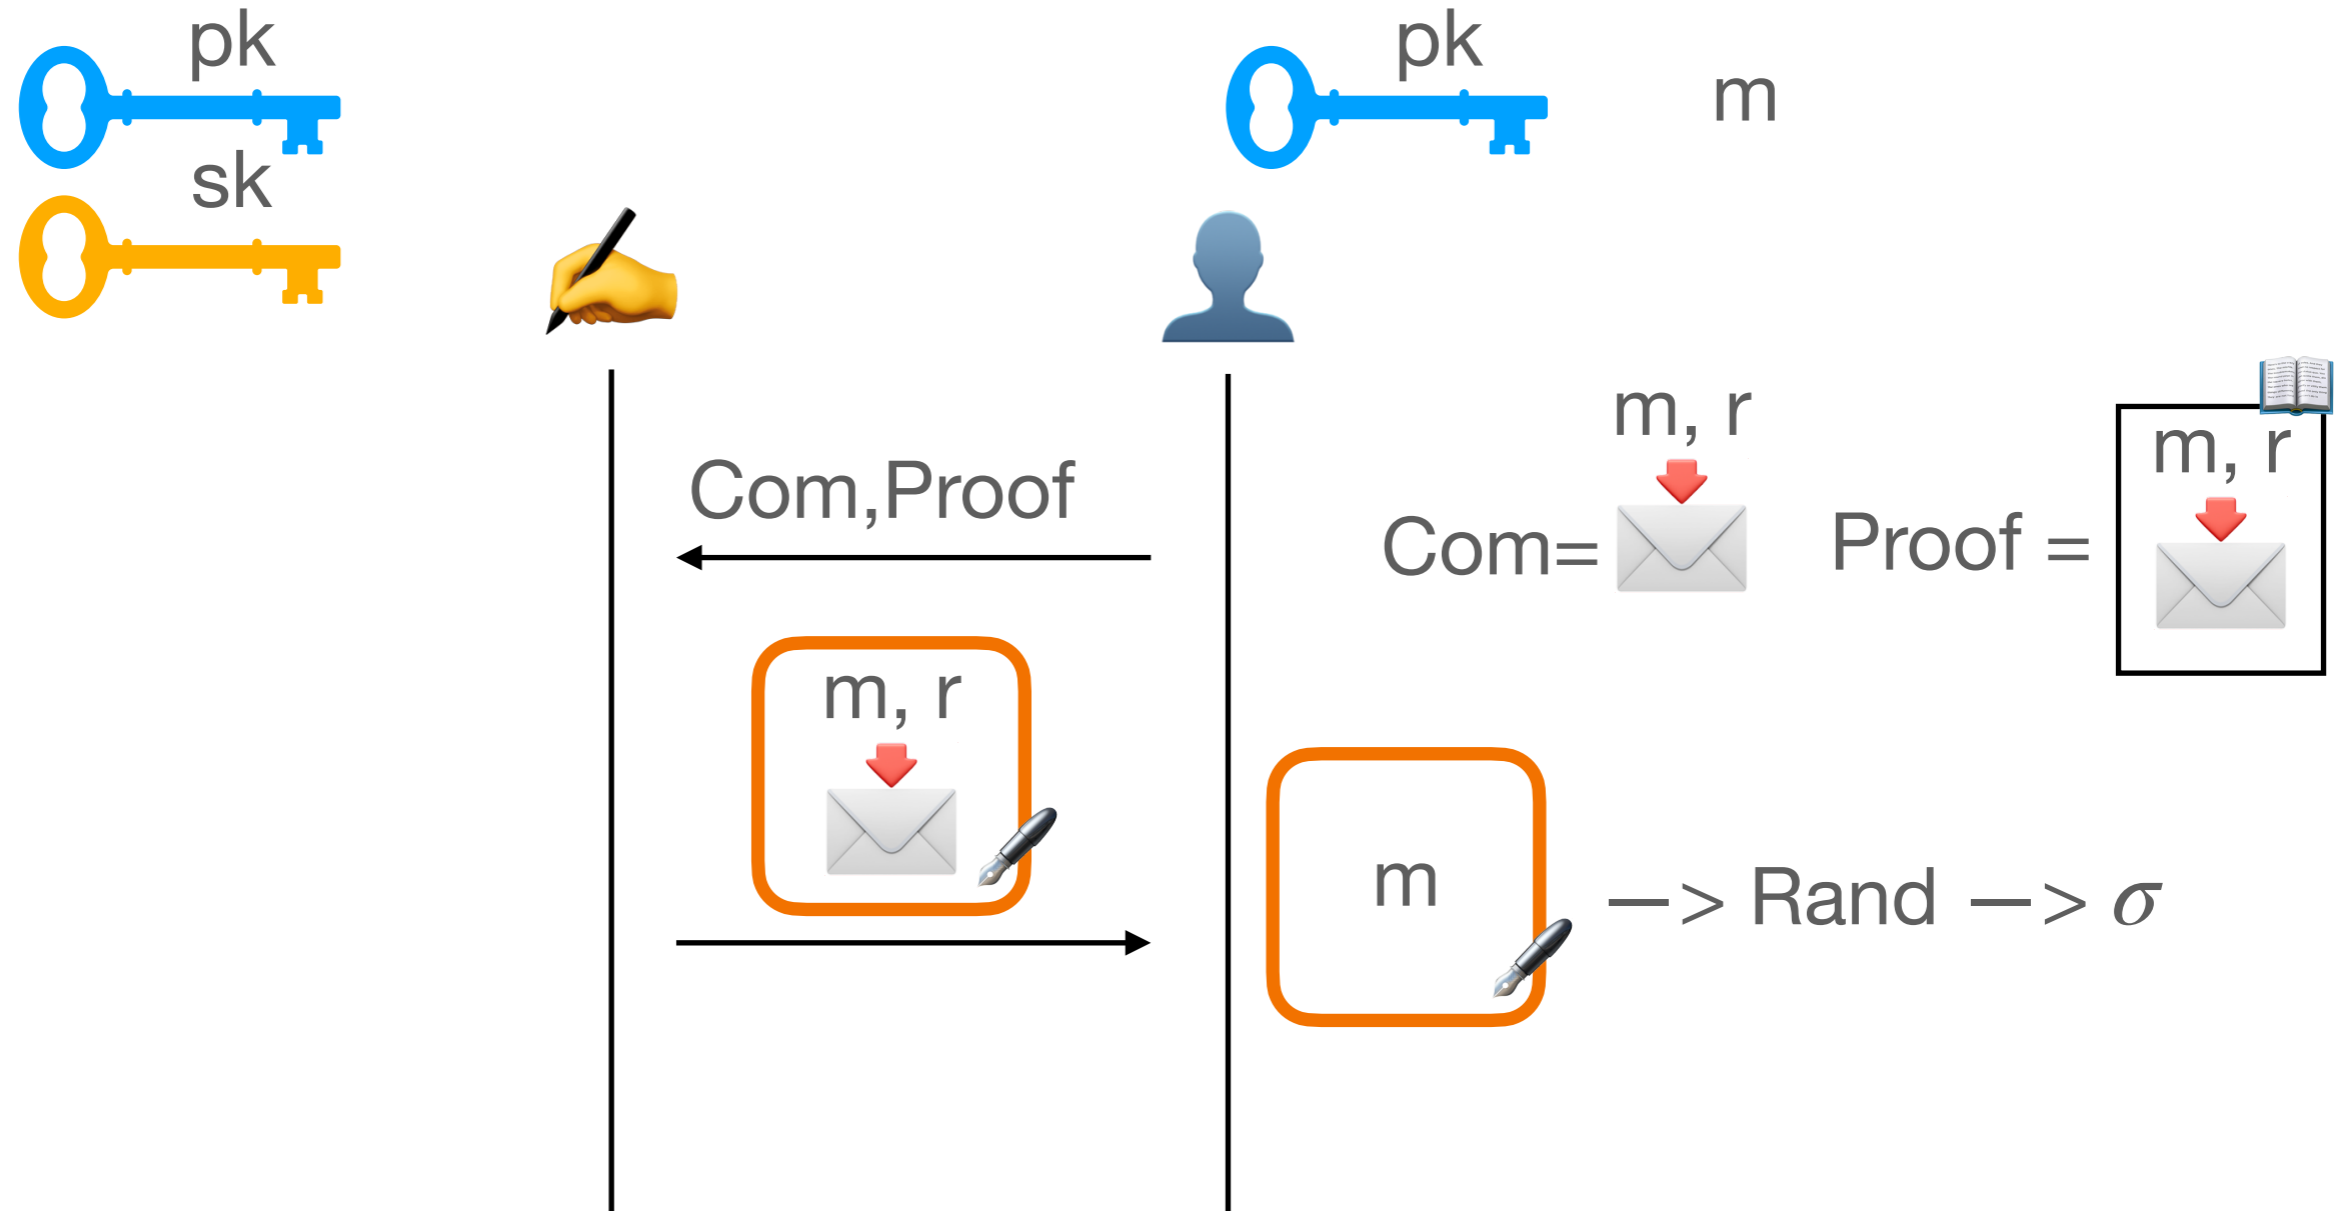 pk
sk
pk
m
m, r
Com=
Proof =
m, r
Com,Proof
m, r
m
—> Rand —> σ